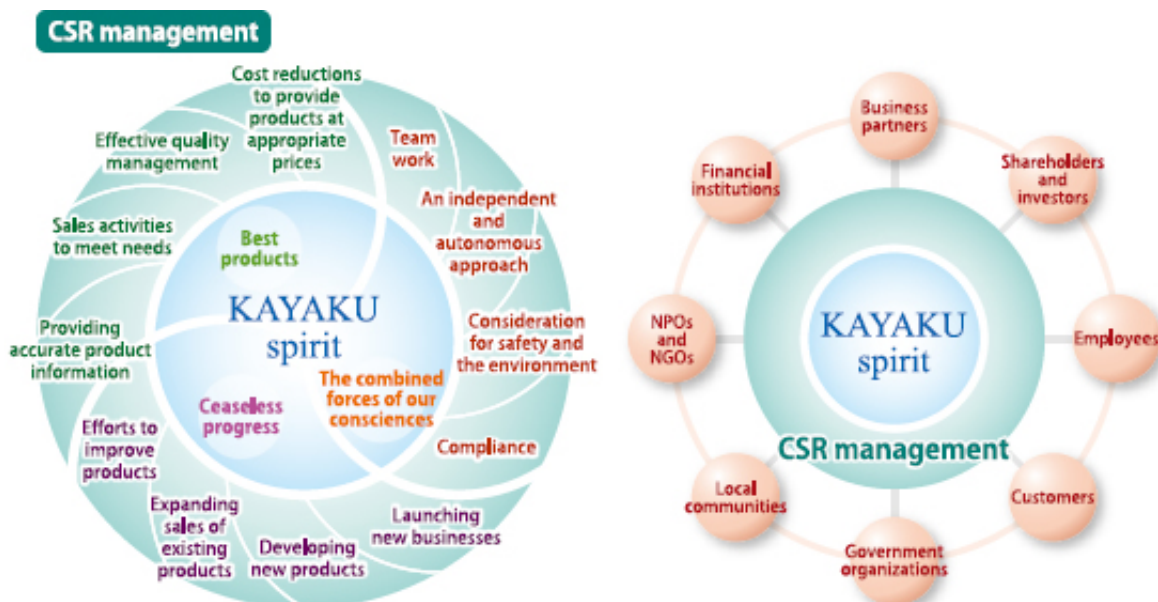 CSR management
Cost reductions
to provide
products at
appropriate
prices
Effective quality
management
Sales activities
to meet needs
Providing
accurate product
information
Team
work
An independent
and
autonomous
approach
Consideration
for safety and
the environment
Compliance
Efforts to
improve
products
Expanding
sales of
existing
products
Developing
new products
Launching
new businesses
Best
products
KAYAKU
spirit
Ceaseless
progress
The combined
forces of our
consciences
Business
partners
Shareholders
and
investors
Employees
Customers
Government
organizations
Local
communities
NPOs
and
NGOs
Financial
institutions
KAYAKU
spirit
CSR management